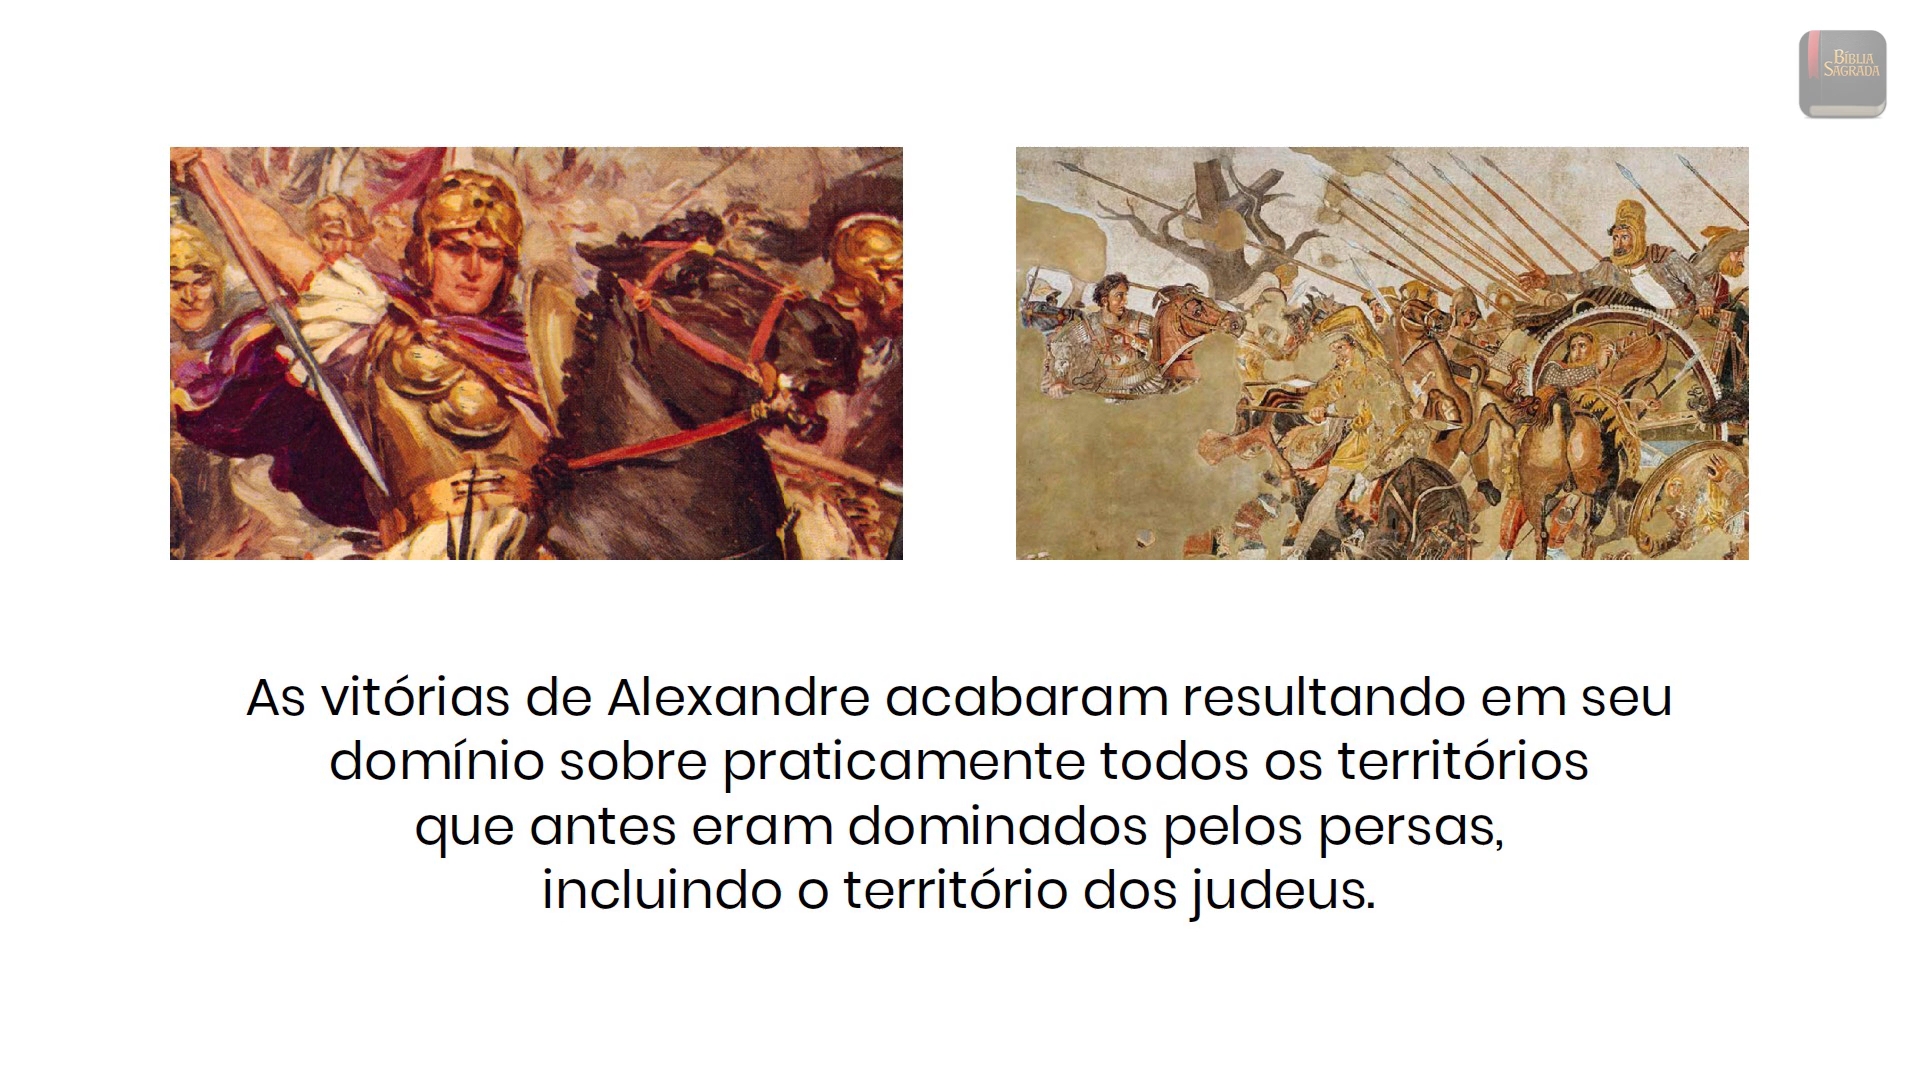 BÍBLIA
SAGRADA
As vitórias de Alexandre acabaram resultando em seu
domínio sobre praticamente todos os territórios
que antes eram dominados pelos persas,
incluindo o território dos judeus.